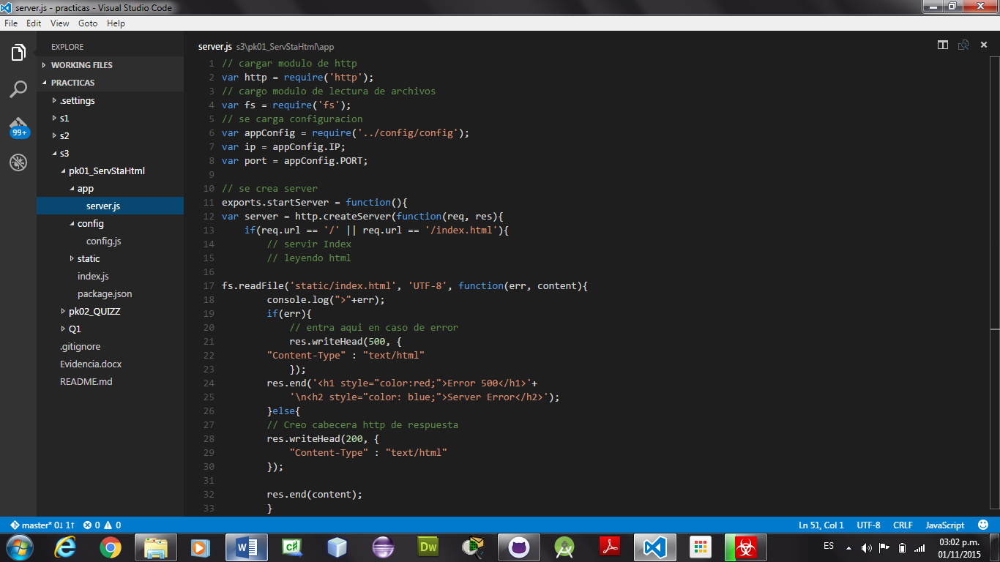 server.js - practicas - Visual Studio Code
File Edit View Goto Help
EXPLORE
WORKING FILES
PRACTICAS
.settings
s1
s2
s3
pk01_ServStaHtml
app
server.js
config
config.js
static
index.js
package.json
pk02_QUIZZ
Q1
.gitignore
Evidencia.docx
README.md
99+
server.js s3\pk01_ServStaHtml\app
1 // cargar modulo de http
2 var http = require('http');
3 // cargo modulo de lectura de archivos
4 var fs = require('fs');
5 // se carga configuracion
6 var appConfig = require('../config/config');
7 var ip = appConfig.IP;
8 var port = appConfig.PORT;
9
10 // se crea server
11 exports.startServer = function(){
12 var server = http.createServer(function(req, res){
13     if(req.url == '/' || req.url == '/index.html'){
14         // servir Index
15         // leyendo html
16
17 fs.readFile('static/index.html', 'UTF-8', function(err, content){
18         console.log(">"+err);
19         if(err){
20             // entra aqui en caso de error
21             res.writeHead(500, {
22         "Content-Type" : "text/html"
23             });
24         res.end('<h1 style="color:red;">Error 500</h1>'+
25             '\n<h2 style="color: blue;">Server Error</h2>');
26         }else{
27         // Creo cabecera http de respuesta
28         res.writeHead(200, {
29             "Content-Type" : "text/html"
30         });
31
32         res.end(content);
33         }
master* 0↓ 1↑ 0 0 Ln 51, Col 1 UTF-8 CRLF JavaScript
W C# Dw ES 03:02 p.m.
01/11/2015